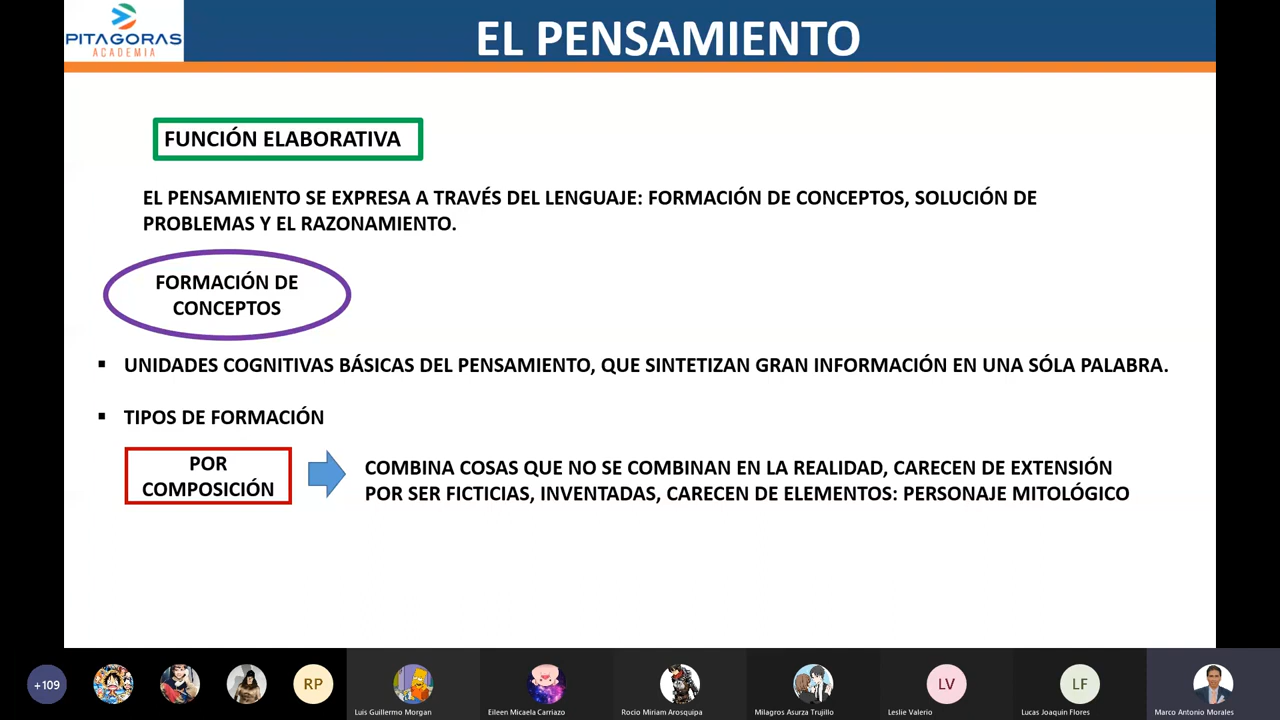 PITAGORAS
ACADEMIA
EL PENSAMIENTO
FUNCIÓN ELABORATIVA
EL PENSAMIENTO SE EXPRESA A TRAVÉS DEL LENGUAJE: FORMACIÓN DE CONCEPTOS, SOLUCIÓN DE
PROBLEMAS Y EL RAZONAMIENTO.
FORMACIÓN DE
CONCEPTOS
▪ UNIDADES COGNITIVAS BÁSICAS DEL PENSAMIENTO, QUE SINTETIZAN GRAN INFORMACIÓN EN UNA SÓLA PALABRA.
▪ TIPOS DE FORMACIÓN
POR
COMPOSICIÓN
COMBINA COSAS QUE NO SE COMBINAN EN LA REALIDAD, CARECEN DE EXTENSIÓN
POR SER FICTICIAS, INVENTADAS, CARECEN DE ELEMENTOS: PERSONAJE MITOLÓGICO
+109
RP
LV
LF
Luis Guillermo Morgan
Eileen Micaela Carriazo
Rocio Miriam Arosquipa
Milagros Asurza Trujillo
Leslie Valerio
Lucas Joaquin Flores
Marco Antonio Morales